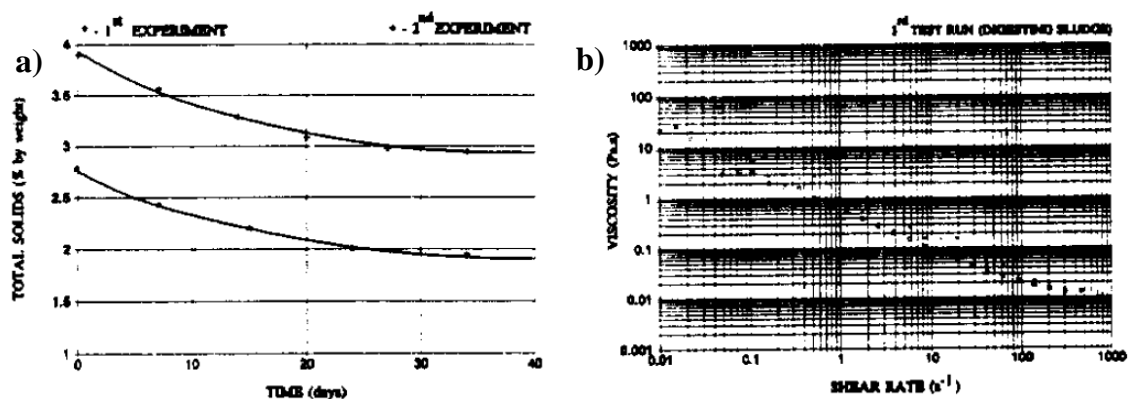 + - 1st EXPERIMENT
+ - 2nd EXPERIMENT
a)
4
3.5
3
2.5
2
1.5
1
0
10
20
30
40
TOTAL SOLIDS (% by weight)
TIME (days)
b)
TEST RUN (DIGESTING SLUDGE)
1000
100
10
1
0.1
0.01
0.001
0.01
0.1
1
10
100
1000
VISCOSITY (Pa.s)
SHEAR RATE (s-1)